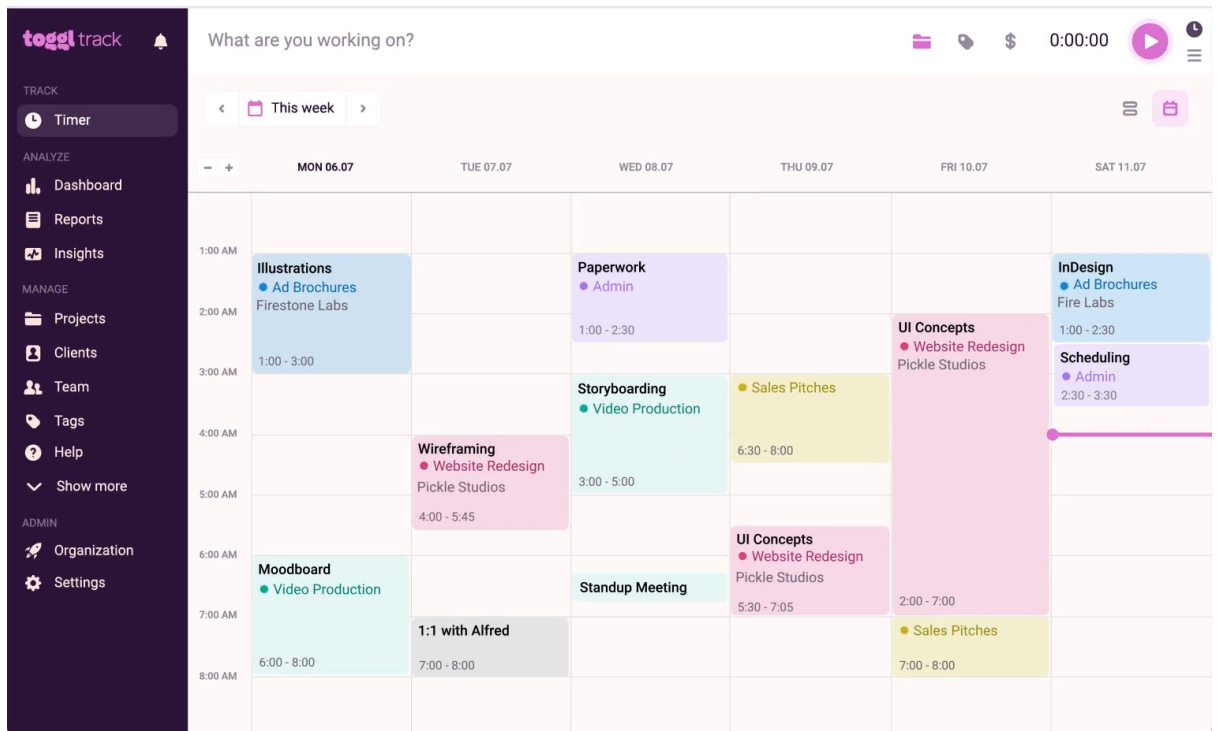 toggl track
What are you working on?
$
0:00:00
TRACK
Timer
ANALYZE
Dashboard
Reports
Insights
MANAGE
Projects
Clients
Team
Tags
Help
Show more
ADMIN
Organization
Settings
This week
MON 06.07
TUE 07.07
WED 08.07
THU 09.07
FRI 10.07
SAT 11.07
1:00 AM
2:00 AM
3:00 AM
4:00 AM
5:00 AM
6:00 AM
7:00 AM
8:00 AM
Illustrations
Ad Brochures
Firestone Labs
1:00 - 3:00
Moodboard
Video Production
6:00 - 8:00
Wireframing
Website Redesign
Pickle Studios
4:00 - 5:45
1:1 with Alfred
7:00 - 8:00
Paperwork
Admin
1:00 - 2:30
Storyboarding
Video Production
3:00 - 5:00
Standup Meeting
Sales Pitches
6:30 - 8:00
UI Concepts
Website Redesign
Pickle Studios
5:30 - 7:05
UI Concepts
Website Redesign
Pickle Studios
2:00 - 7:00
Sales Pitches
7:00 - 8:00
InDesign
Ad Brochures
Fire Labs
1:00 - 2:30
Scheduling
Admin
2:30 - 3:30